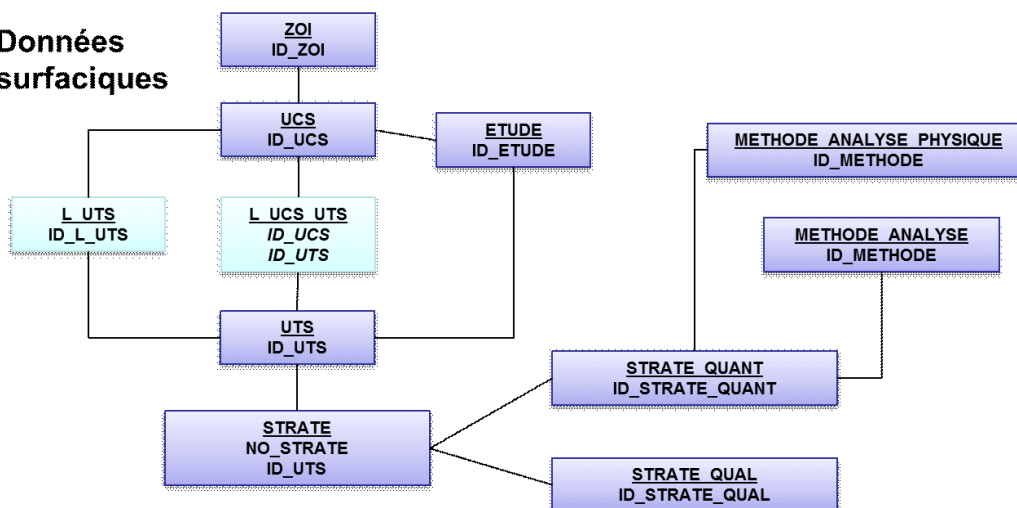 Données
surfaciques
ZOI
ID_ZOI
UCS
ID_UCS
ETUDE
ID_ETUDE
METHODE_ANALYSE_PHYSIQUE
ID_METHODE
L_UTS
ID_L_UTS
L_UCS_UTS
ID_UCS
ID_UTS
METHODE_ANALYSE
ID_METHODE
UTS
ID_UTS
STRATE_QUANT
ID_STRATE_QUANT
STRATE
NO_STRATE
ID_UTS
STRATE_QUAL
ID_STRATE_QUAL